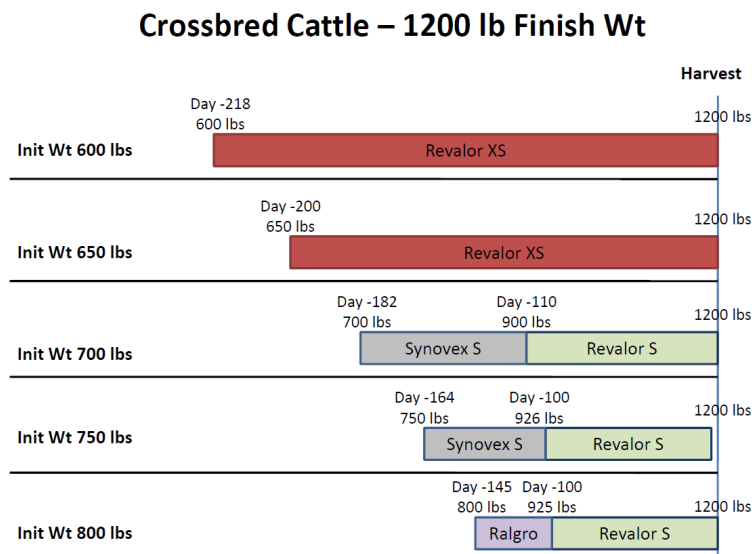 Crossbred Cattle – 1200 lb Finish Wt
Harvest
Day -218
600 lbs
1200 lbs
Init Wt 600 lbs
Revalor XS
Day -200
650 lbs
1200 lbs
Init Wt 650 lbs
Revalor XS
Day -182
700 lbs
Day -110
900 lbs
1200 lbs
Init Wt 700 lbs
Synovex S
Revalor S
Day -164
750 lbs
Day -100
926 lbs
1200 lbs
Init Wt 750 lbs
Synovex S
Revalor S
Day -145
800 lbs
Day -100
925 lbs
1200 lbs
Init Wt 800 lbs
Ralgro
Revalor S